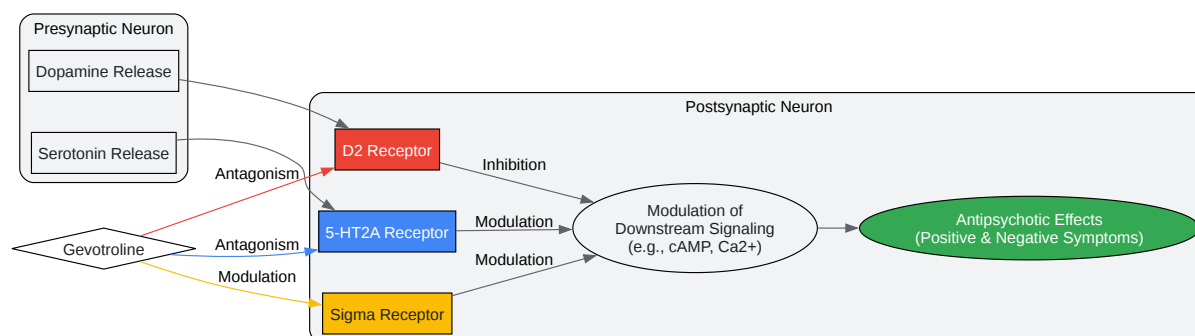 Presynaptic Neuron
Dopamine Release
Serotonin Release
Postsynaptic Neuron
D2 Receptor
Inhibition
Antagonism
5-HT2A Receptor
Modulation
Modulation of
Downstream Signaling
(e.g., cAMP, Ca2+)
Antipsychotic Effects
(Positive & Negative Symptoms)
Gevotroline
Antagonism
Modulation
Modulation
Sigma Receptor